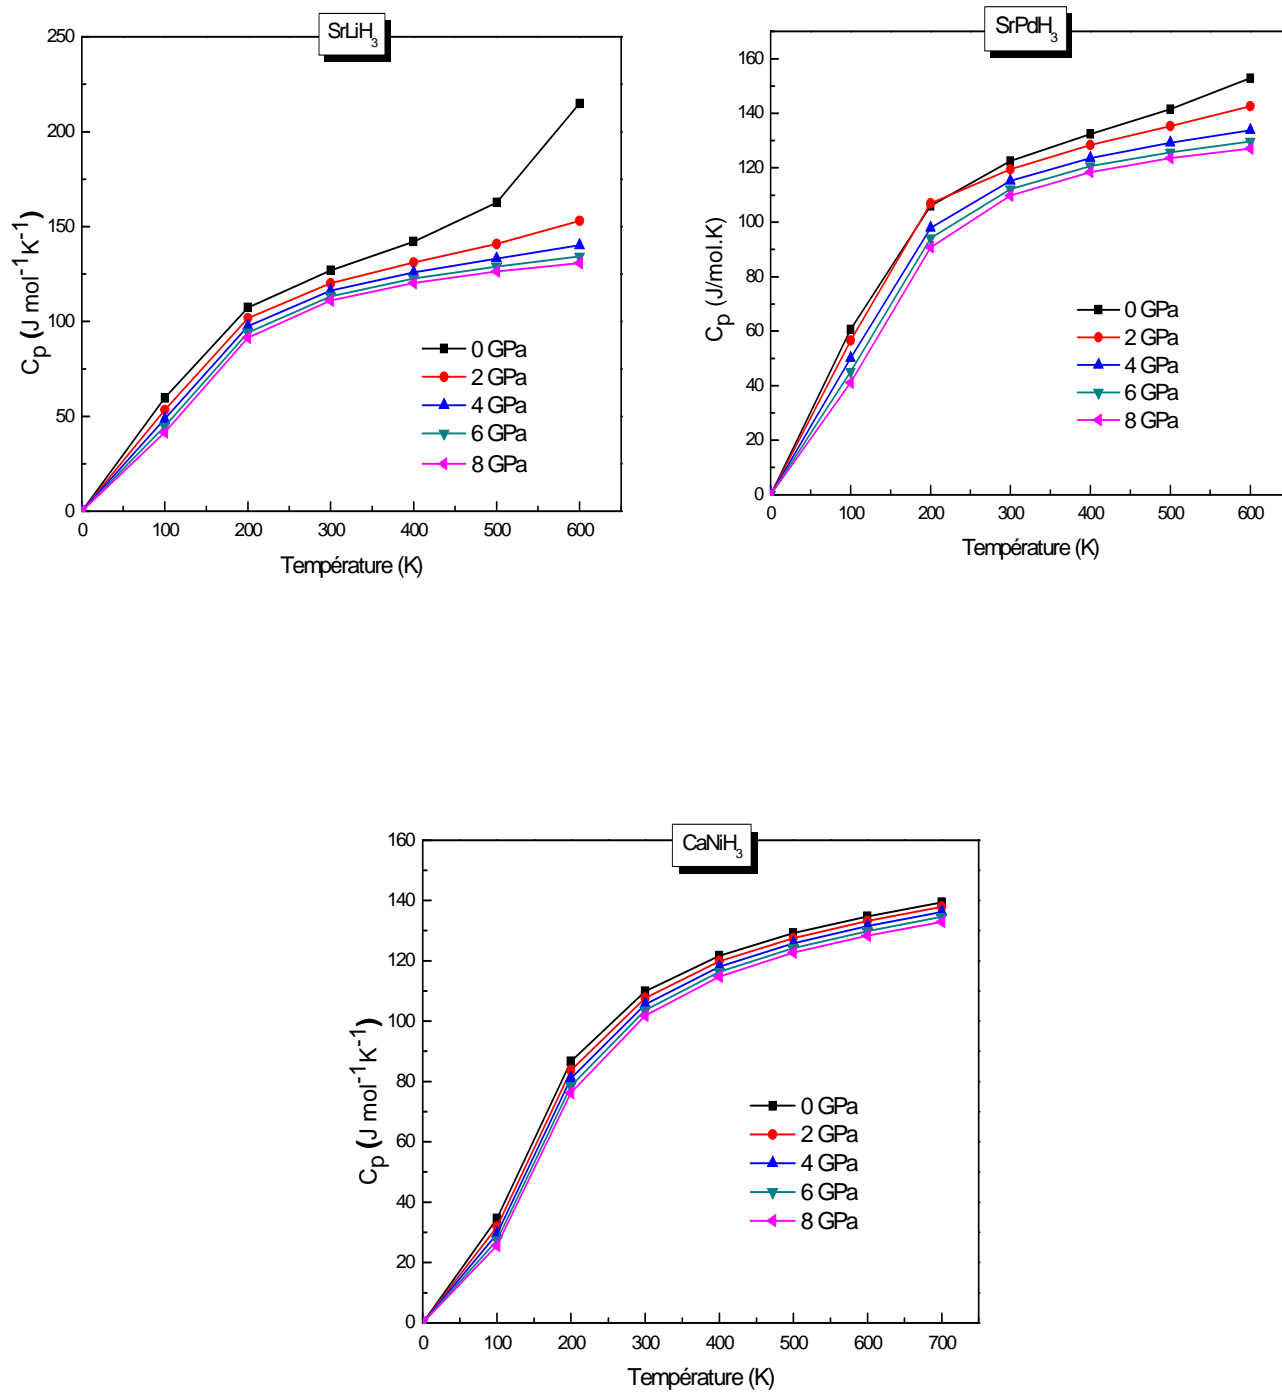 SrLiH3
250
200
150
100
50
0
Cp (J mol-1K-1)
0 GPa
2 GPa
4 GPa
6 GPa
8 GPa
0 100 200 300 400 500 600
Température (K)
SrPdH3
160
140
120
100
80
60
40
20
0
Cp (J/mol.K)
0 GPa
2 GPa
4 GPa
6 GPa
8 GPa
0 100 200 300 400 500 600
Température (K)
CaNiH3
160
140
120
100
80
60
40
20
0
Cp (J mol-1K-1)
0 GPa
2 GPa
4 GPa
6 GPa
8 GPa
0 100 200 300 400 500 600 700
Température (K)